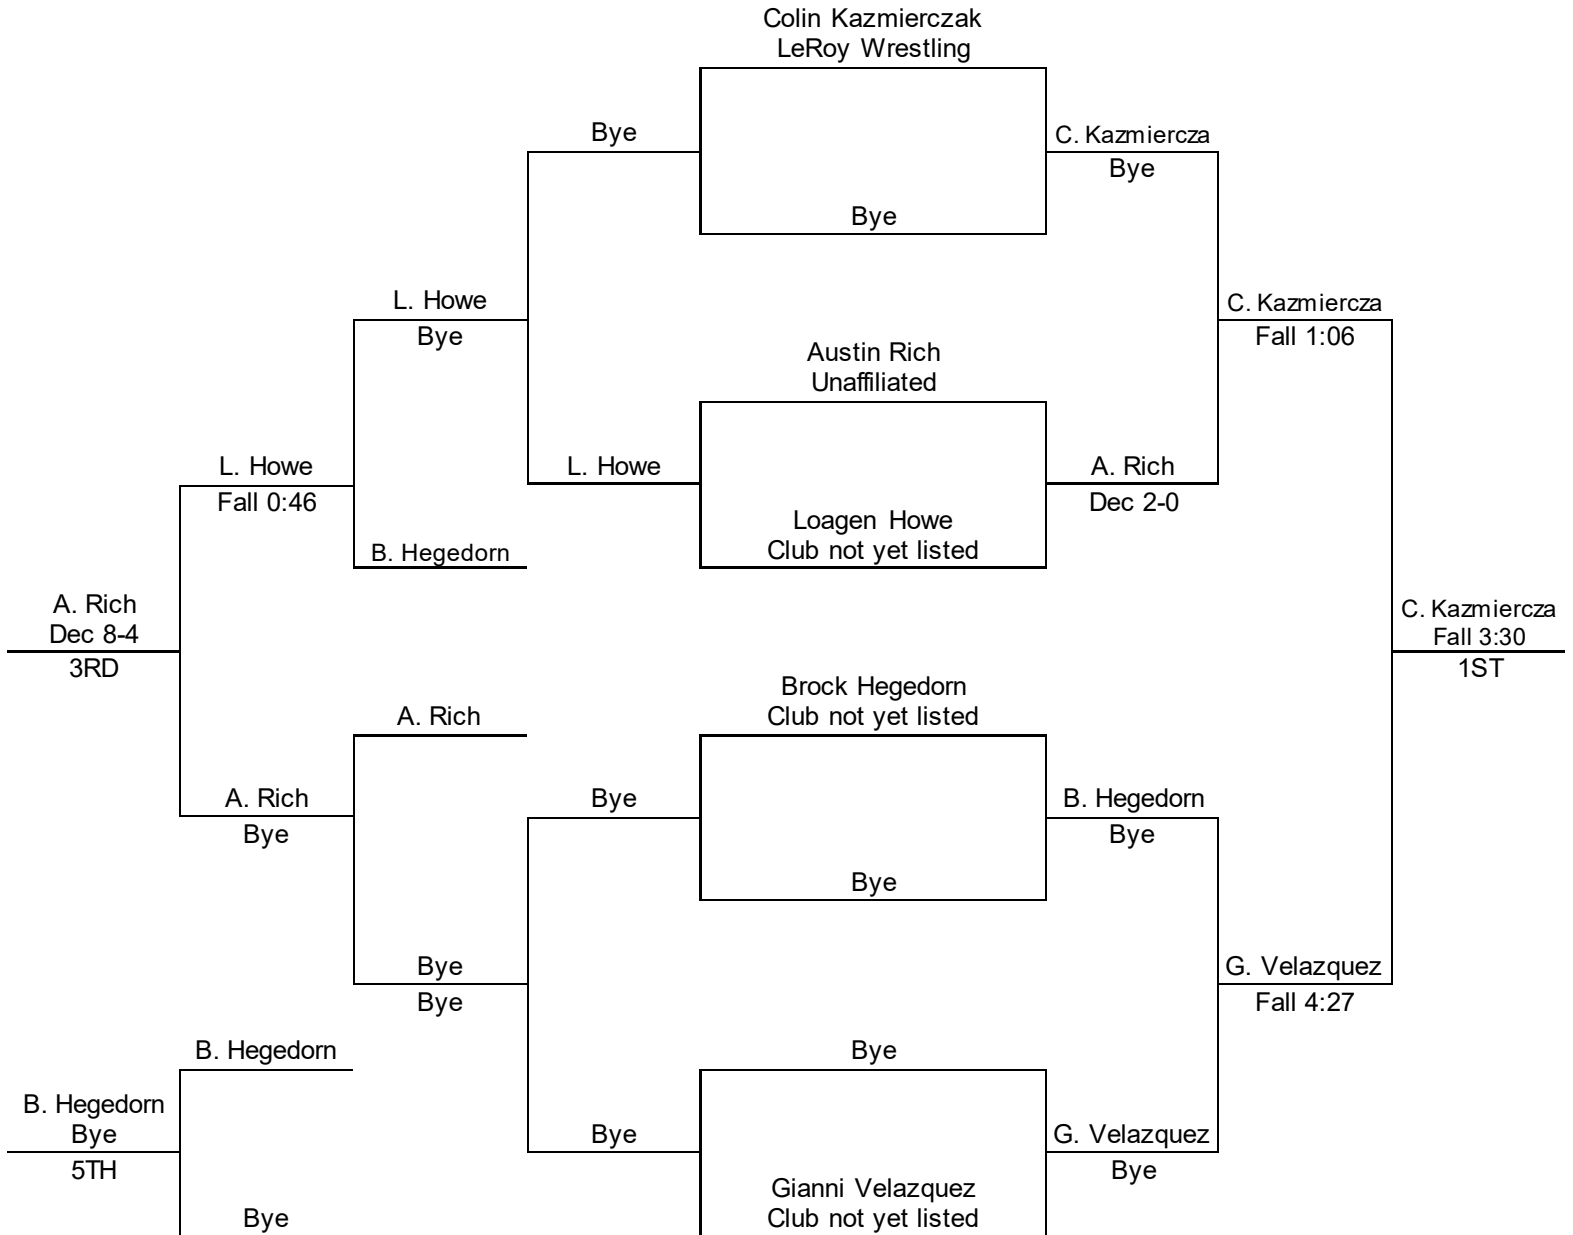 Colin Kazmierczak
LeRoy Wrestling
Bye
C. Kazmiercza
Bye
Bye
L. Howe
Bye
C. Kazmiercza
Fall 1:06
Austin Rich
Unaffiliated
L. Howe
Fall 0:46
L. Howe
A. Rich
Dec 2-0
Loagen Howe
Club not yet listed
B. Hegedorn
A. Rich
Dec 8-4
3RD
C. Kazmiercza
Fall 3:30
1ST
Brock Hegedorn
Club not yet listed
A. Rich
A. Rich
Bye
Bye
B. Hegedorn
Bye
Bye
Bye
Bye
G. Velazquez
Fall 4:27
B. Hegedorn
Bye
B. Hegedorn
Bye
5TH
Bye
G. Velazquez
Bye
Gianni Velazquez
Club not yet listed
Bye